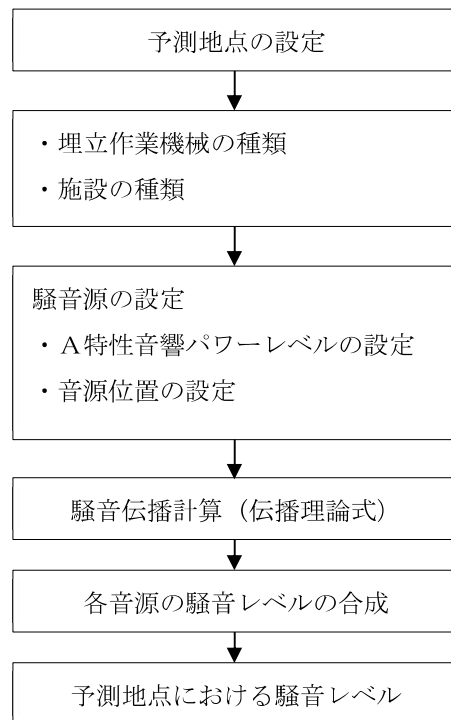 予測地点の設定
・埋立作業機械の種類
・施設の種類
騒音源の設定
・Ａ特性音響パワーレベルの設定
・音源位置の設定
騒音伝播計算（伝播理論式）
各音源の騒音レベルの合成
予測地点における騒音レベル